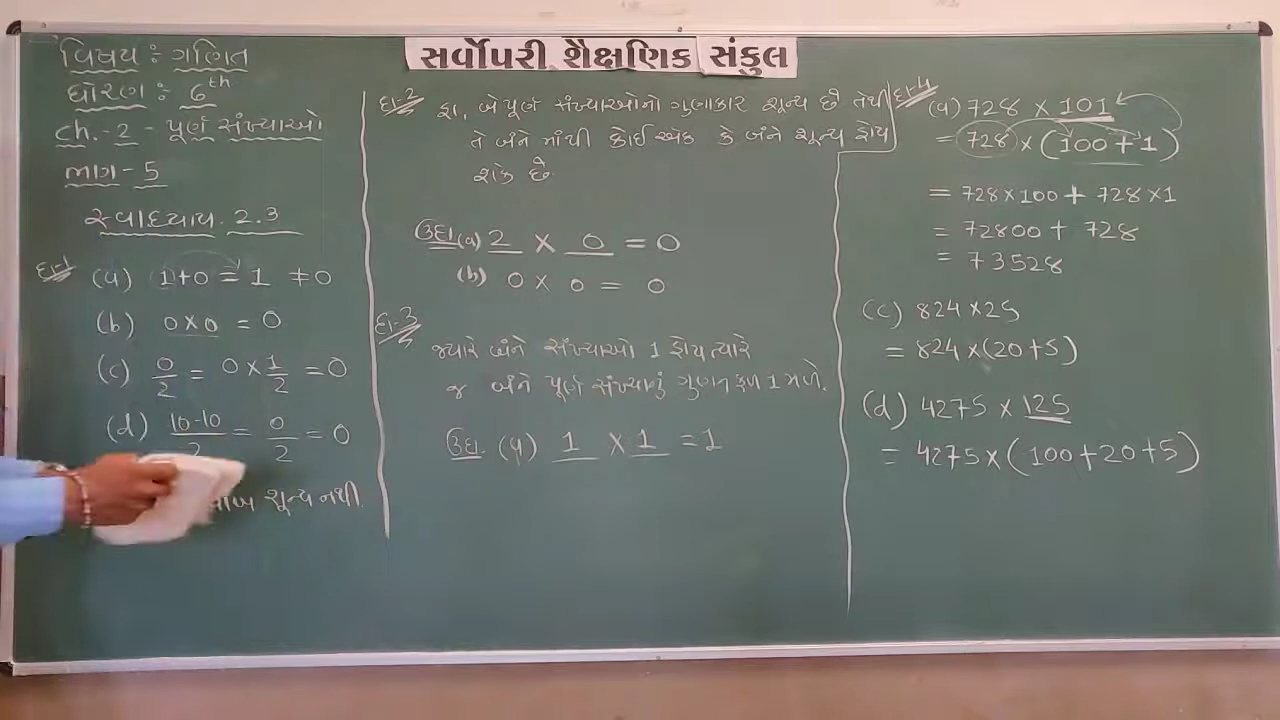 સર્વોપરી શૈક્ષણિક સંકુલ
વિષય : ગણિત
ધોરણ : 6th
ch.-2 - પૂર્ણ સંખ્યાઓ
ભાગ - 5
સ્વાધ્યાય. 2.3
દા-1 (a) 1+0 = 1 ≠0
(b) 0×0 = 0
(c) 0/2 = 0×1/2 = 0
(d) 10-10/2 = 0/2 = 0
શૂન્ય નથી.
દા-2 હા, બે પૂર્ણ સંખ્યાઓનો ગુણાકાર શૂન્ય છે તેથી
તે બંને માંથી કોઈ એક કે બંને શૂન્ય હોય
શકે છે.
ઉદા. (a) 2 × 0 = 0
(b) 0 × 0 = 0
દા-3
જ્યારે બંને સંખ્યાઓ 1 હોય ત્યારે
જ બંને પૂર્ણ સંખ્યાનું ગુણનફળ 1 મળે.
ઉદા. (a) 1 × 1 = 1
દા-4 (a) 728 × 101
= 728 × (100 + 1)
= 728×100 + 728×1
= 72800 + 728
= 73528
(c) 824 ×25
= 824 ×(20+5)
(d) 4275 × 125
= 4275×(100+20+5)